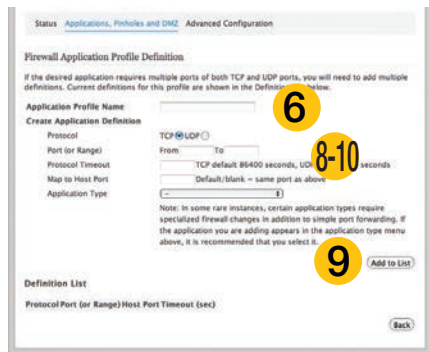 Status Applications, Pinholes and DMZ Advanced Configuration
Firewall Application Profile Definition
If the desired application requires multiple ports of both TCP and UDP ports, you will need to add multiple
definitions. Current definitions for this profile are shown in the Definition below.
Application Profile Name
6
Create Application Definition
Protocol TCP UDP
Port (or Range) From To
8-10
Protocol Timeout TCP default 86400 seconds, UD seconds
Map to Host Port Default/blank = same port as above
Application Type -
Note: In some rare instances, certain application types require
specialized firewall changes in addition to simple port forwarding. If
the application you are adding appears in the application type menu
above, it is recommended that you select it.
9
Add to List
Definition List
Protocol Port (or Range) Host Port Timeout (sec)
Back